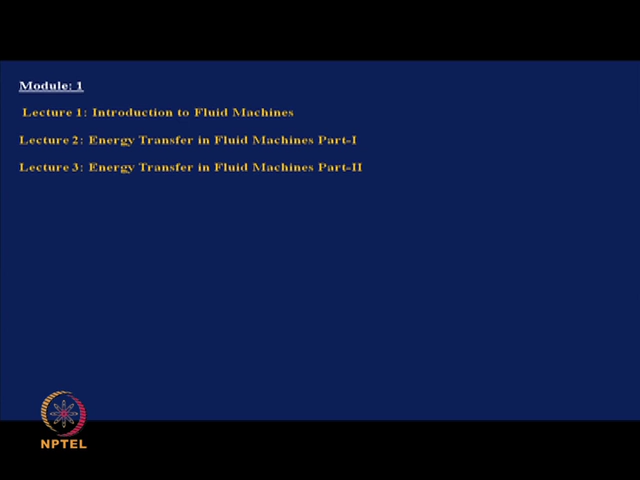 Module: 1
Lecture 1: Introduction to Fluid Machines
Lecture 2: Energy Transfer in Fluid Machines Part-I
Lecture 3: Energy Transfer in Fluid Machines Part-II
NPTEL